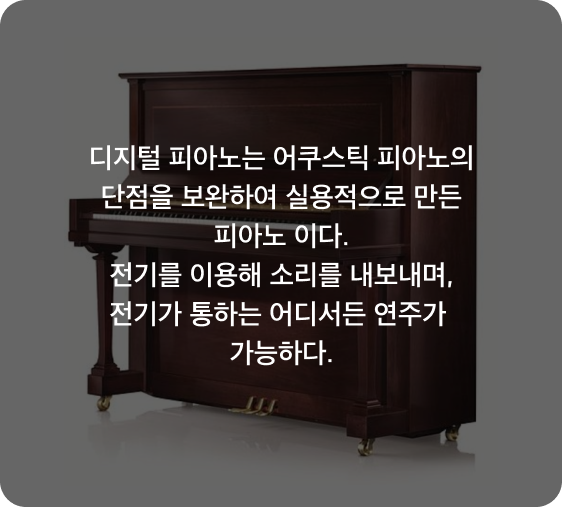 디지털 피아노는 어쿠스틱 피아노의
단점을 보완하여 실용적으로 만든
피아노 이다.
전기를 이용해 소리를 내보내며,
전기가 통하는 어디서든 연주가
가능하다.